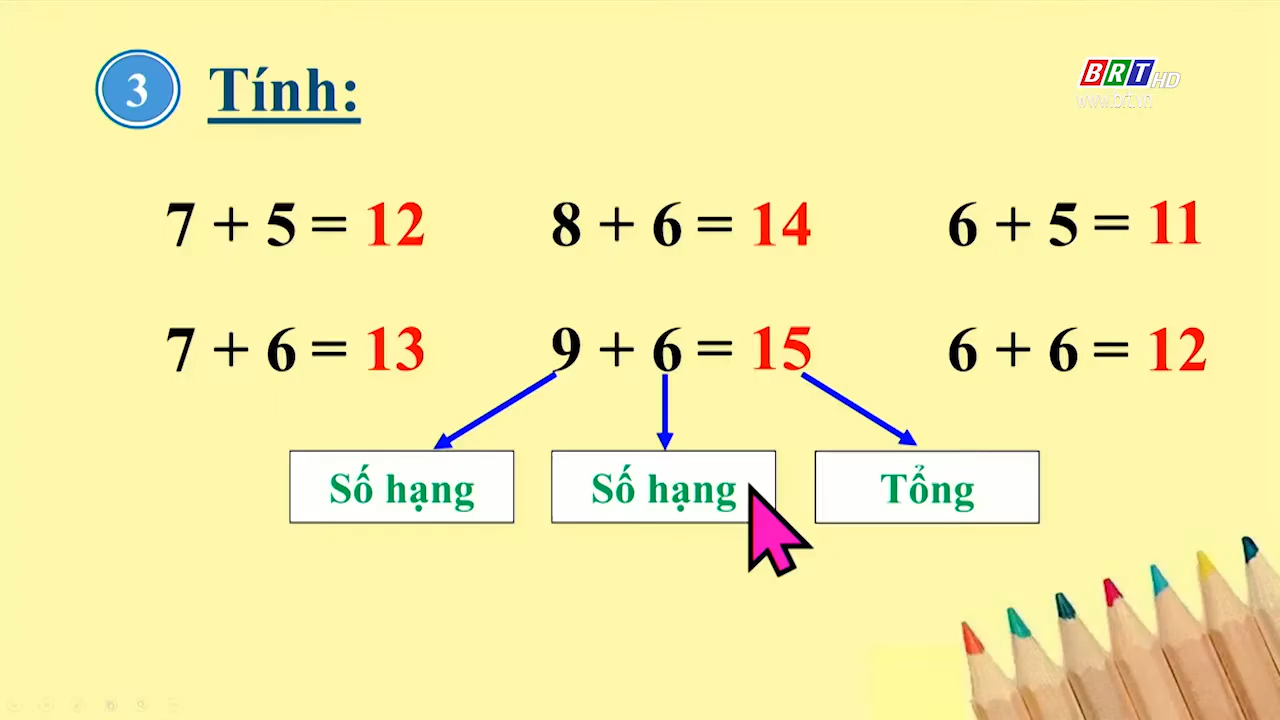 3 Tính:
BRT HD
www.brt.vn
7 + 5 = 12 8 + 6 = 14 6 + 5 = 11
7 + 6 = 13 9 + 6 = 15 6 + 6 = 12
Số hạng Số hạng Tổng